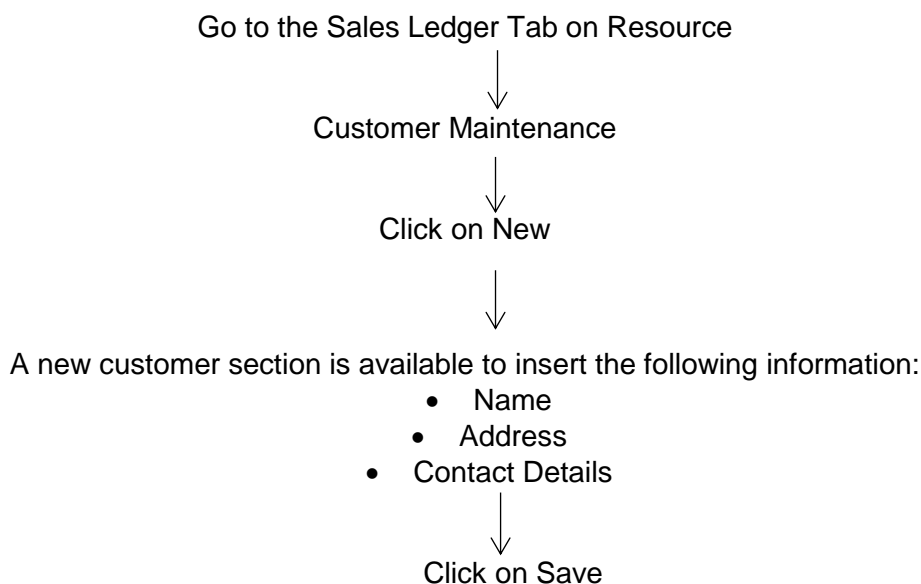 Go to the Sales Ledger Tab on Resource
Customer Maintenance
Click on New
A new customer section is available to insert the following information:
• Name
• Address
• Contact Details
Click on Save